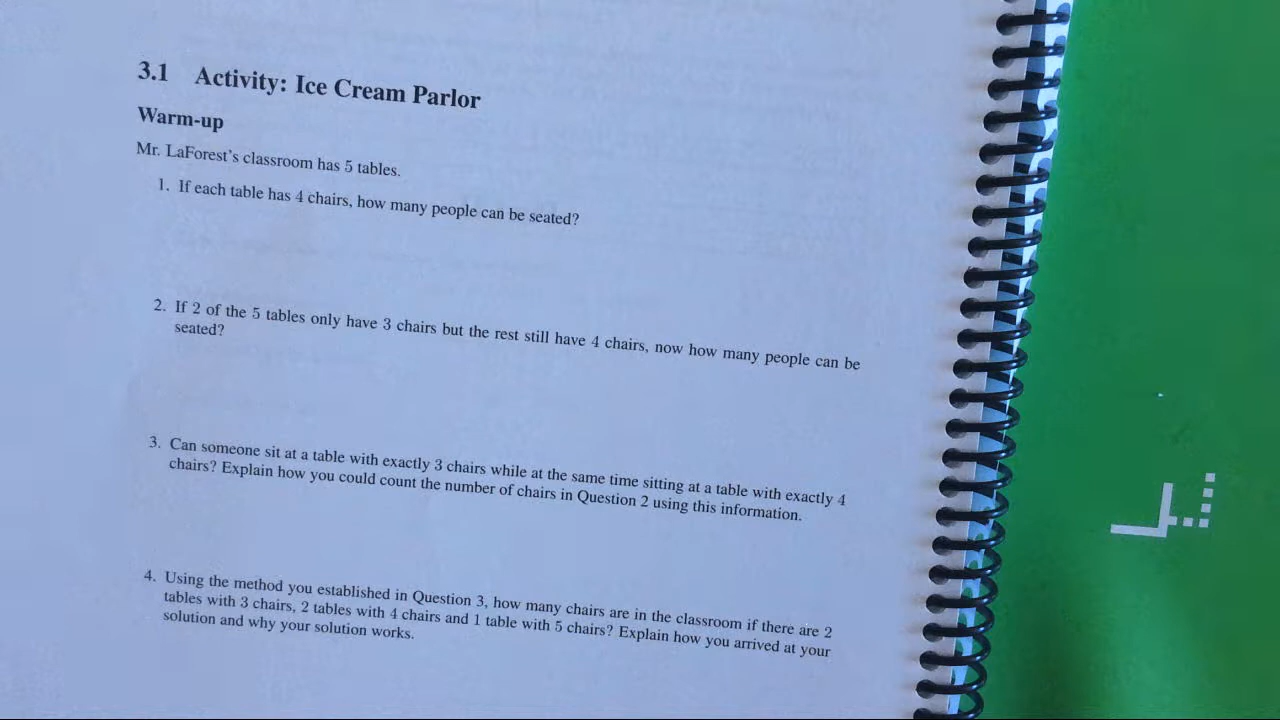 3.1 Activity: Ice Cream Parlor
Warm-up
Mr. LaForest's classroom has 5 tables.
1. If each table has 4 chairs, how many people can be seated?
2. If 2 of the 5 tables only have 3 chairs but the rest still have 4 chairs, now how many people can be
seated?
3. Can someone sit at a table with exactly 3 chairs while at the same time sitting at a table with exactly 4
chairs? Explain how you could count the number of chairs in Question 2 using this information.
4. Using the method you established in Question 3, how many chairs are in the classroom if there are 2
tables with 3 chairs, 2 tables with 4 chairs and 1 table with 5 chairs? Explain how you arrived at your
solution and why your solution works.